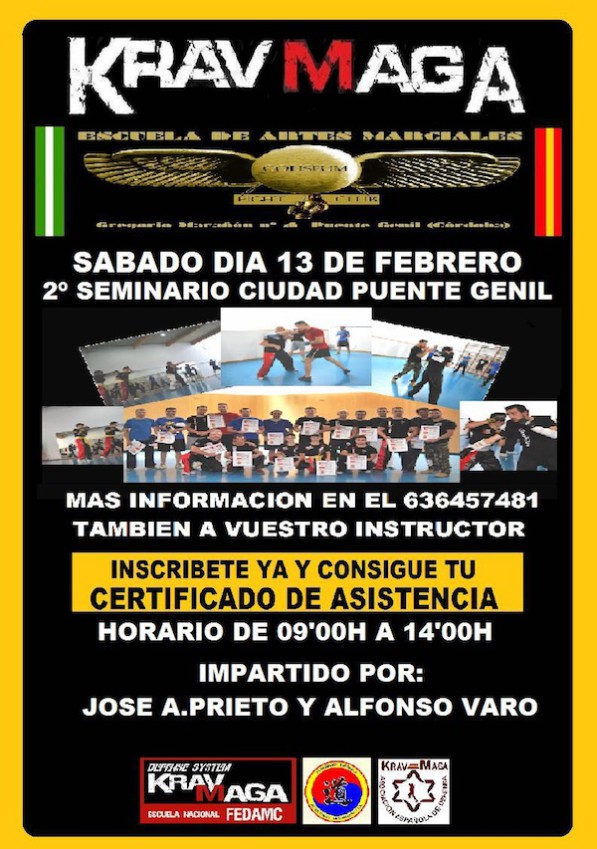 KRAV MAGA
ESCUELA DE ARTES MARCIALES
COLISEUM
FIGHT CLUB
Gregorio Marañón nº 4 Puente Genil (Córdoba)
SABADO DIA 13 DE FEBRERO
2º SEMINARIO CIUDAD PUENTE GENIL
MAS INFORMACION EN EL 636457481
TAMBIEN A VUESTRO INSTRUCTOR
INSCRIBETE YA Y CONSIGUE TU
CERTIFICADO DE ASISTENCIA
HORARIO DE 09'00H A 14'00H
IMPARTIDO POR:
JOSE A.PRIETO Y ALFONSO VARO
DEFENSE SYSTEM
KRAV MAGA
ESCUELA NACIONAL FEDAMC
道
KRAV MAGA
ASOCIACION ESPAÑOLA DE DEFENSA